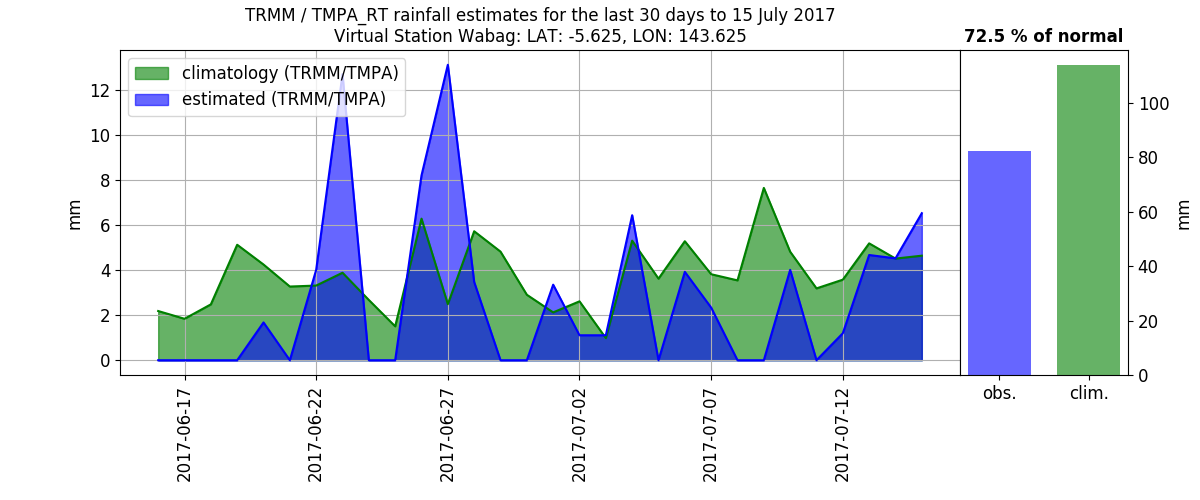 TRMM / TMPA_RT rainfall estimates for the last 30 days to 15 July 2017
Virtual Station Wabag: LAT: -5.625, LON: 143.625
72.5 % of normal
climatology (TRMM/TMPA)
estimated (TRMM/TMPA)
mm
12
10
8
6
4
2
0
2017-06-17
2017-06-22
2017-06-27
2017-07-02
2017-07-07
2017-07-12
obs.
clim.
100
80
60
40
20
0
mm